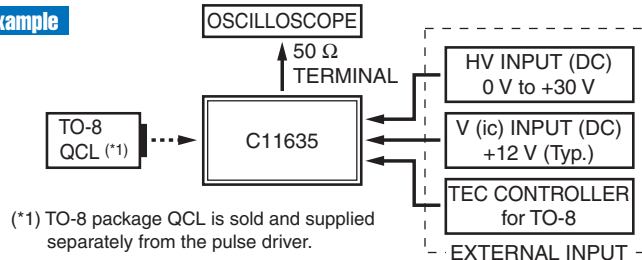 xample
OSCILLOSCOPE
50 Ω
TERMINAL
HV INPUT (DC)
0 V to +30 V
TO-8
QCL (*1)
C11635
V (ic) INPUT (DC)
+12 V (Typ.)
TEC CONTROLLER
for TO-8
(*1) TO-8 package QCL is sold and supplied
separately from the pulse driver.
EXTERNAL INPUT